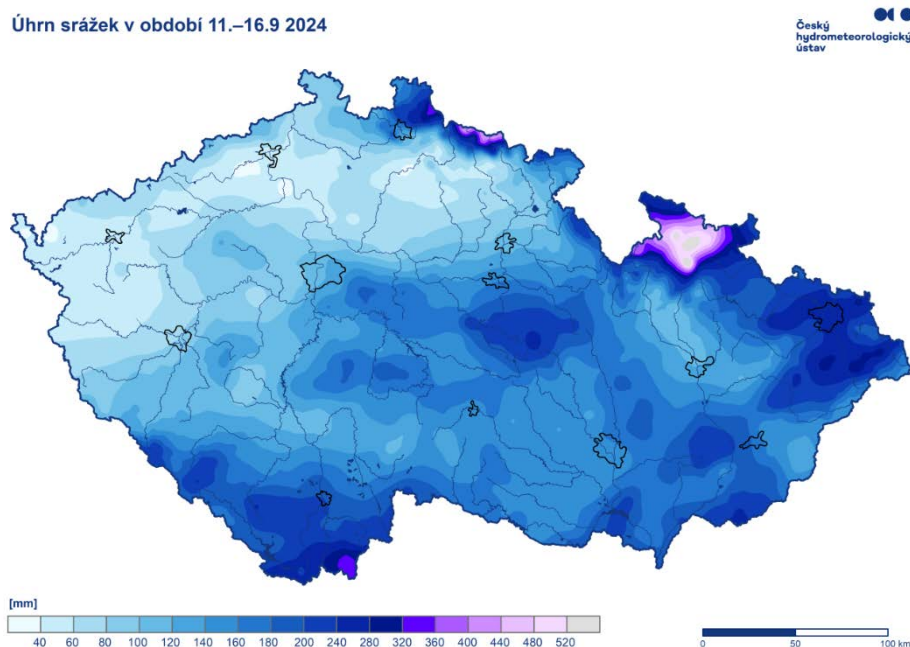 Úhrn srážek v období 11.–16.9 2024
Český
hydrometeorologický
ústav
[mm]
40 60 80 100 120 140 160 180 200 240 280 320 360 400 440 480 520
0 50 100 km